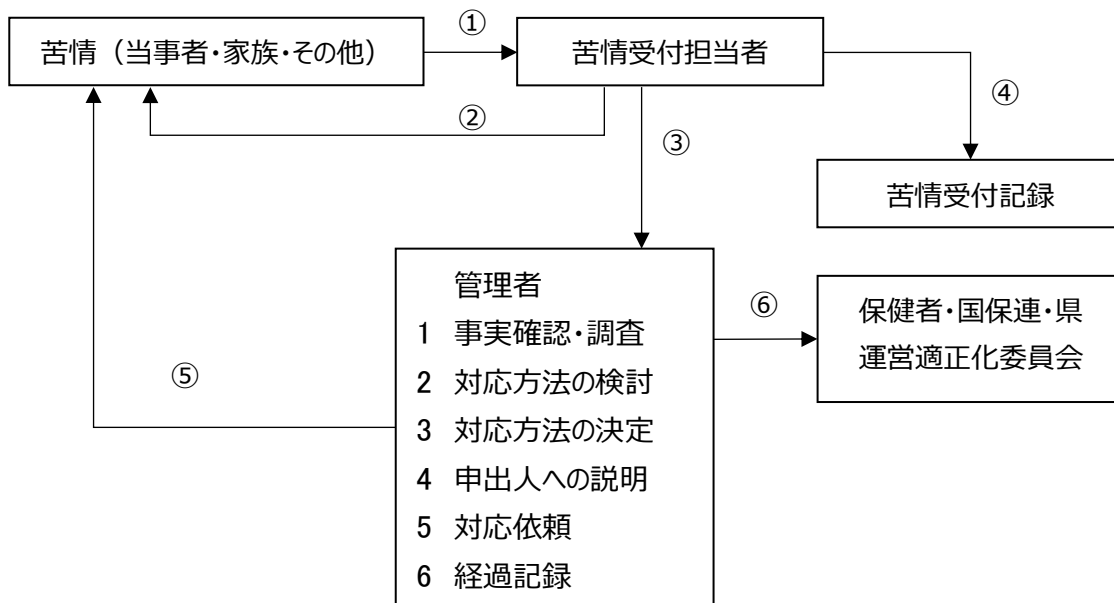 苦情（当事者・家族・その他）
①
苦情受付担当者
②
③
④
苦情受付記録
管理者
1 事実確認・調査
2 対応方法の検討
3 対応方法の決定
4 申出人への説明
5 対応依頼
6 経過記録
⑤
⑥
保健者・国保連・県
運営適正化委員会